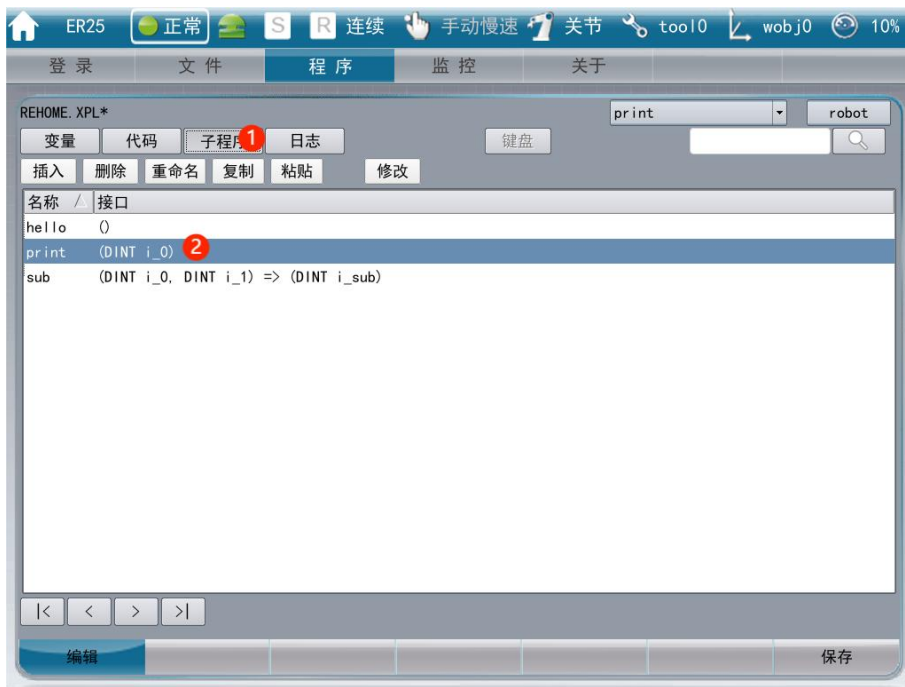 ER25 正常 S R 连续 手动慢速 关节 tool0 wobj0 10%
登录 文件 程序 监控 关于
REHOME.XPL* print robot
变量 代码 子程序 1 日志 键盘
插入 删除 重命名 复制 粘贴 修改
名称 接口
hello ()
print (DINT i_0) 2
sub (DINT i_0, DINT i_1) => (DINT i_sub)
|< < > >|
编辑 保存